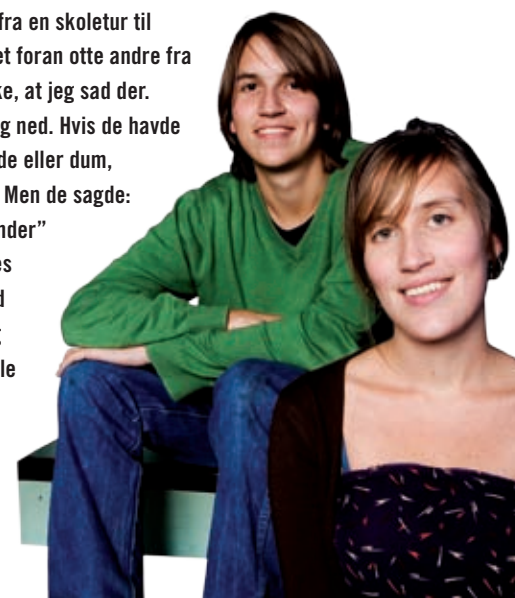 fra en skoletur til
et foran otte andre fra
ke, at jeg sad der.
g ned. Hvis de havde
de eller dum,
Men de sagde:
nder”
es
d
g
le